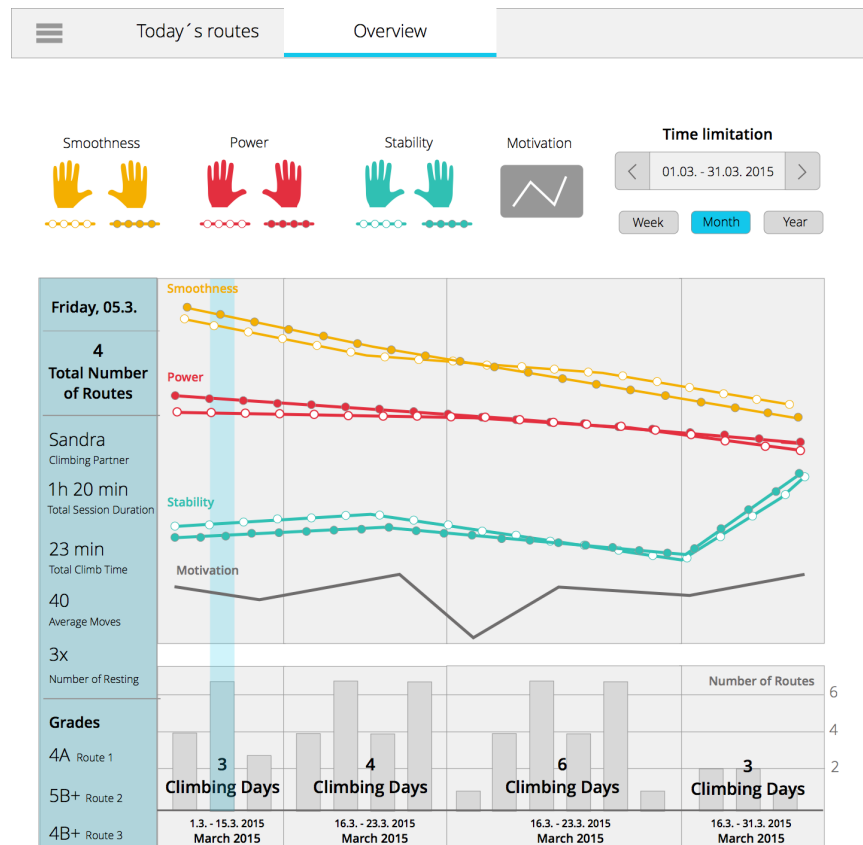 Today´s routes
Overview
Smoothness
Power
Stability
Motivation
Time limitation
01.03. - 31.03. 2015
Week
Month
Year
Friday, 05.3.
4
Total Number
of Routes
Sandra
Climbing Partner
1h 20 min
Total Session Duration
23 min
Total Climb Time
40
Average Moves
3x
Number of Resting
Grades
4A Route 1
5B+ Route 2
4B+ Route 3
Smoothness
Power
Stability
Motivation
Number of Routes
6
4
2
3
Climbing Days
4
Climbing Days
6
Climbing Days
3
Climbing Days
1.3. - 15.3. 2015
March 2015
16.3. - 23.3. 2015
March 2015
16.3. - 23.3. 2015
March 2015
16.3. - 31.3. 2015
March 2015